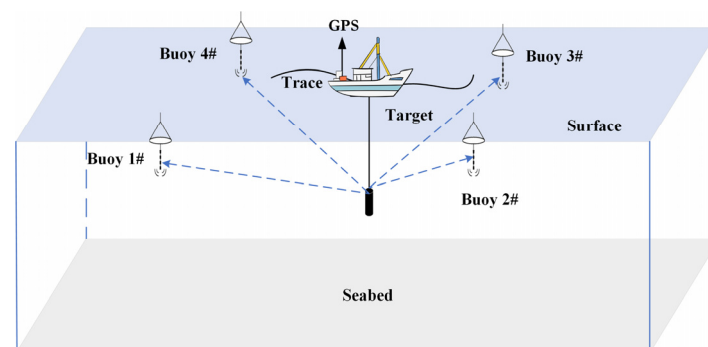 GPS
Buoy 4#
Buoy 3#
Trace
Target
Surface
Buoy 1#
Buoy 2#
Seabed